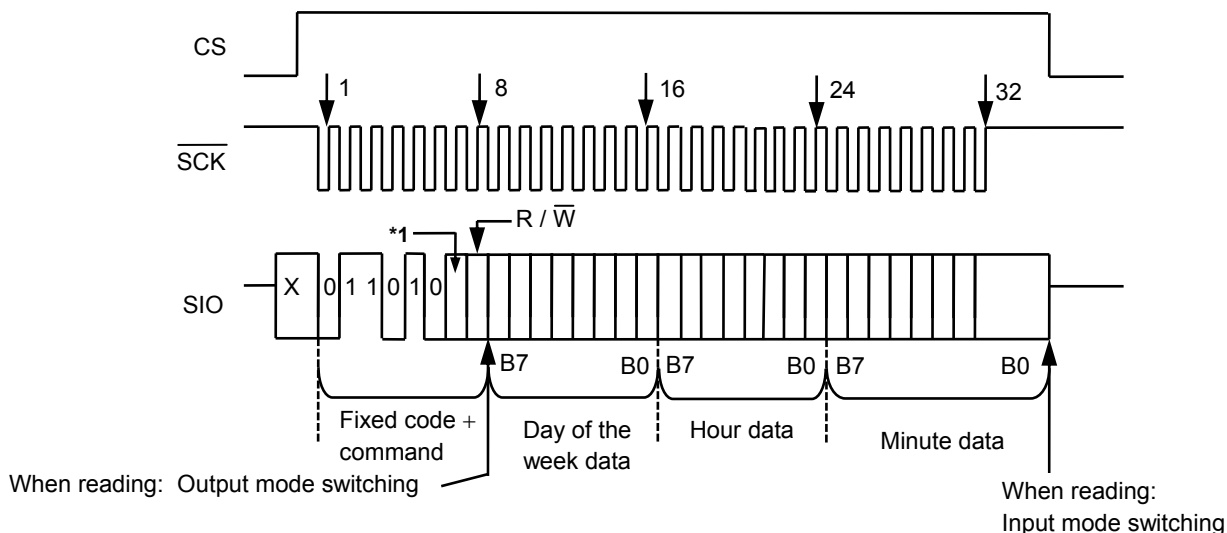 CS
1 8 16 24 32
SCK
R / W
*1
X 0 1 1 0 1 0
SIO
B7 B0 B7 B0 B7 B0
Fixed code +
command
Day of the
week data
Hour data
Minute data
When reading: Output mode switching
When reading:
Input mode switching